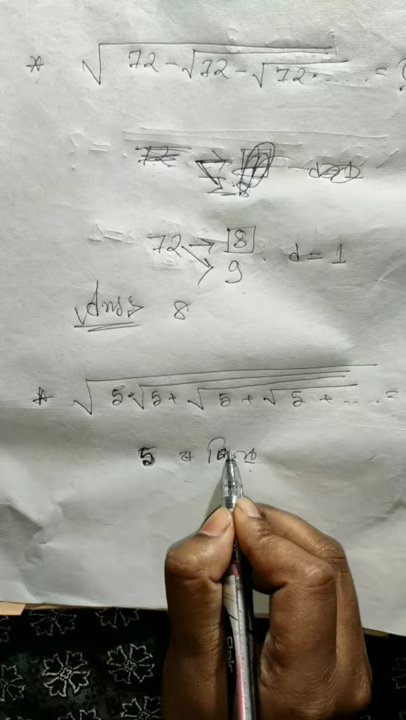 * √72-√72-√72.... = ?
72 → 8 d = 1
9
Ans 8
* √5+√5+√5+√5+.... =
5 এ